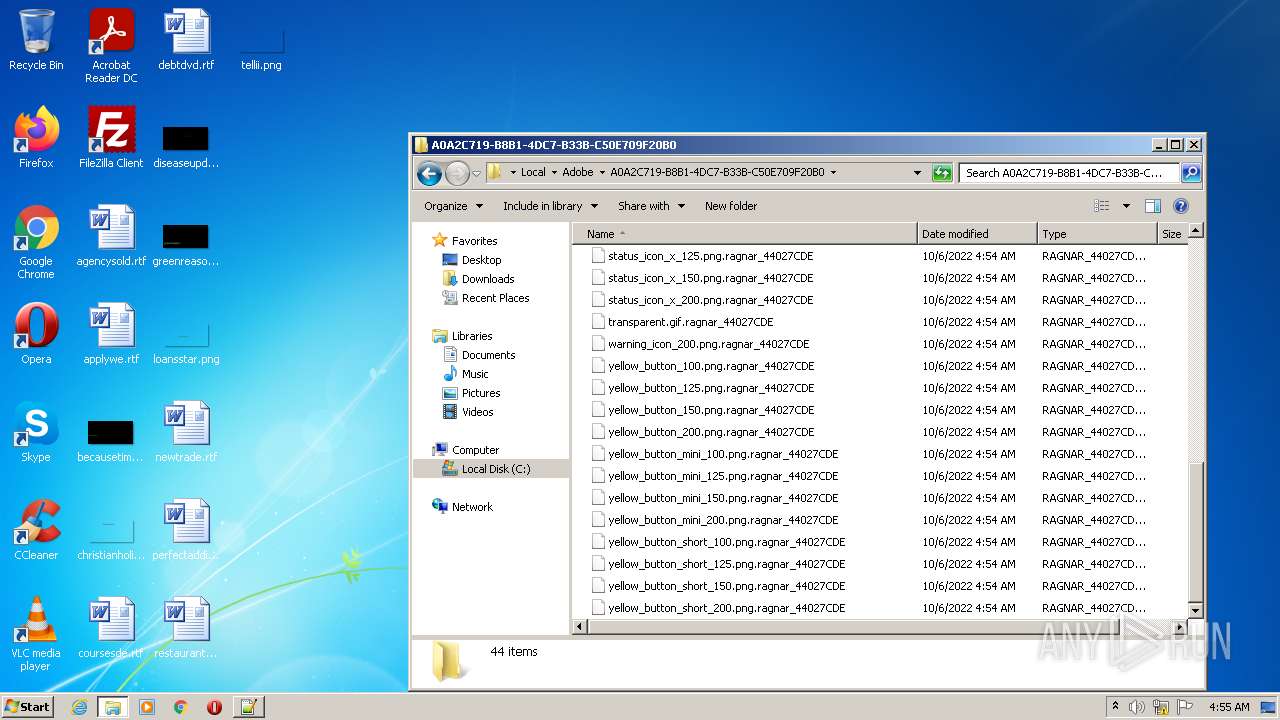 Recycle Bin
Acrobat
Reader DC
debtdvd.rtf
tellii.png
Firefox
FileZilla Client
diseaseupd...
Google
Chrome
agencysold.rtf
greenreaso...
Opera
applywe.rtf
loansstar.png
Skype
becausetim...
newtrade.rtf
CCleaner
christianholi...
perfectaddi...
VLC media
player
coursesde.rtf
restaurant...
A0A2C719-B8B1-4DC7-B33B-C50E709F20B0
Local Adobe A0A2C719-B8B1-4DC7-B33B-C50E709F20B0 Search A0A2C719-B8B1-4DC7-B33B-C...
Organize Include in library Share with New folder
Favorites
Desktop
Downloads
Recent Places
Libraries
Documents
Music
Pictures
Videos
Computer
Local Disk (C:)
Network
Name Date modified Type Size
status_icon_x_125.png.ragnar_44027CDE 10/6/2022 4:54 AM RAGNAR_44027CD...
status_icon_x_150.png.ragnar_44027CDE 10/6/2022 4:54 AM RAGNAR_44027CD...
status_icon_x_200.png.ragnar_44027CDE 10/6/2022 4:54 AM RAGNAR_44027CD...
transparent.gif.ragnar_44027CDE 10/6/2022 4:54 AM RAGNAR_44027CD...
warming_icon_200.png.ragnar_44027CDE 10/6/2022 4:54 AM RAGNAR_44027CD...
yellow_button_100.png.ragnar_44027CDE 10/6/2022 4:54 AM RAGNAR_44027CD...
yellow_button_125.png.ragnar_44027CDE 10/6/2022 4:54 AM RAGNAR_44027CD...
yellow_button_150.png.ragnar_44027CDE 10/6/2022 4:54 AM RAGNAR_44027CD...
yellow_button_200.png.ragnar_44027CDE 10/6/2022 4:54 AM RAGNAR_44027CD...
yellow_button_mini_100.png.ragnar_44027CDE 10/6/2022 4:54 AM RAGNAR_44027CD...
yellow_button_mini_125.png.ragnar_44027CDE 10/6/2022 4:54 AM RAGNAR_44027CD...
yellow_button_mini_150.png.ragnar_44027CDE 10/6/2022 4:54 AM RAGNAR_44027CD...
yellow_button_mini_200.png.ragnar_44027CDE 10/6/2022 4:54 AM RAGNAR_44027CD...
yellow_button_short_100.png.ragnar_44027CDE 10/6/2022 4:54 AM RAGNAR_44027CD...
yellow_button_short_125.png.ragnar_44027CDE 10/6/2022 4:54 AM RAGNAR_44027CD...
yellow_button_short_150.png.ragnar_44027CDE 10/6/2022 4:54 AM RAGNAR_44027CD...
yellow_button_short_200.png.ragnar_44027CDE 10/6/2022 4:54 AM RAGNAR_44027CD...
44 items
ANY RUN
Start 4:55 AM